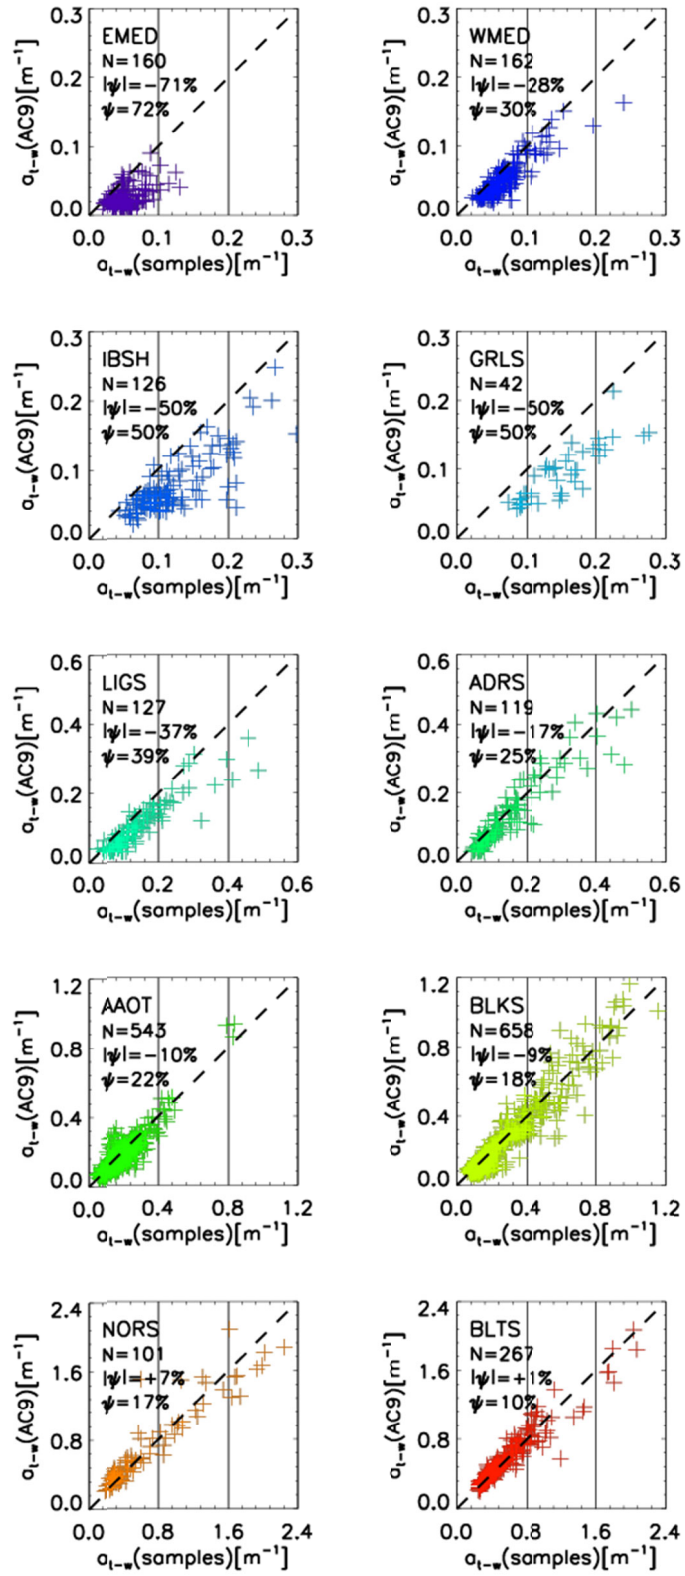 EMED
N=160
|ψ|=-71%
ψ=72%
0.3
0.2
0.1
0.0
a_t-w(AC9)[m⁻¹]
0.0 0.1 0.2 0.3
a_t-w(samples)[m⁻¹]
WMED
N=162
|ψ|=-28%
ψ=30%
0.3
0.2
0.1
0.0
a_t-w(AC9)[m⁻¹]
0.0 0.1 0.2 0.3
a_t-w(samples)[m⁻¹]
IBSH
N=126
|ψ|=-50%
ψ=50%
0.3
0.2
0.1
0.0
a_t-w(AC9)[m⁻¹]
0.0 0.1 0.2 0.3
a_t-w(samples)[m⁻¹]
GRLS
N=42
|ψ|=-50%
ψ=50%
0.3
0.2
0.1
0.0
a_t-w(AC9)[m⁻¹]
0.0 0.1 0.2 0.3
a_t-w(samples)[m⁻¹]
LIGS
N=127
|ψ|=-37%
ψ=39%
0.6
0.4
0.2
0.0
a_t-w(AC9)[m⁻¹]
0.0 0.2 0.4 0.6
a_t-w(samples)[m⁻¹]
ADRS
N=119
|ψ|=-17%
ψ=25%
0.6
0.4
0.2
0.0
a_t-w(AC9)[m⁻¹]
0.0 0.2 0.4 0.6
a_t-w(samples)[m⁻¹]
AAOT
N=543
|ψ|=-10%
ψ=22%
1.2
0.8
0.4
0.0
a_t-w(AC9)[m⁻¹]
0.0 0.4 0.8 1.2
a_t-w(samples)[m⁻¹]
BLKS
N=658
|ψ|=-9%
ψ=18%
1.2
0.8
0.4
0.0
a_t-w(AC9)[m⁻¹]
0.0 0.4 0.8 1.2
a_t-w(samples)[m⁻¹]
NORS
N=101
|ψ|=+7%
ψ=17%
2.4
1.6
0.8
0.0
a_t-w(AC9)[m⁻¹]
0.0 0.8 1.6 2.4
a_t-w(samples)[m⁻¹]
BLTS
N=267
|ψ|=+1%
ψ=10%
2.4
1.6
0.8
0.0
a_t-w(AC9)[m⁻¹]
0.0 0.8 1.6 2.4
a_t-w(samples)[m⁻¹]